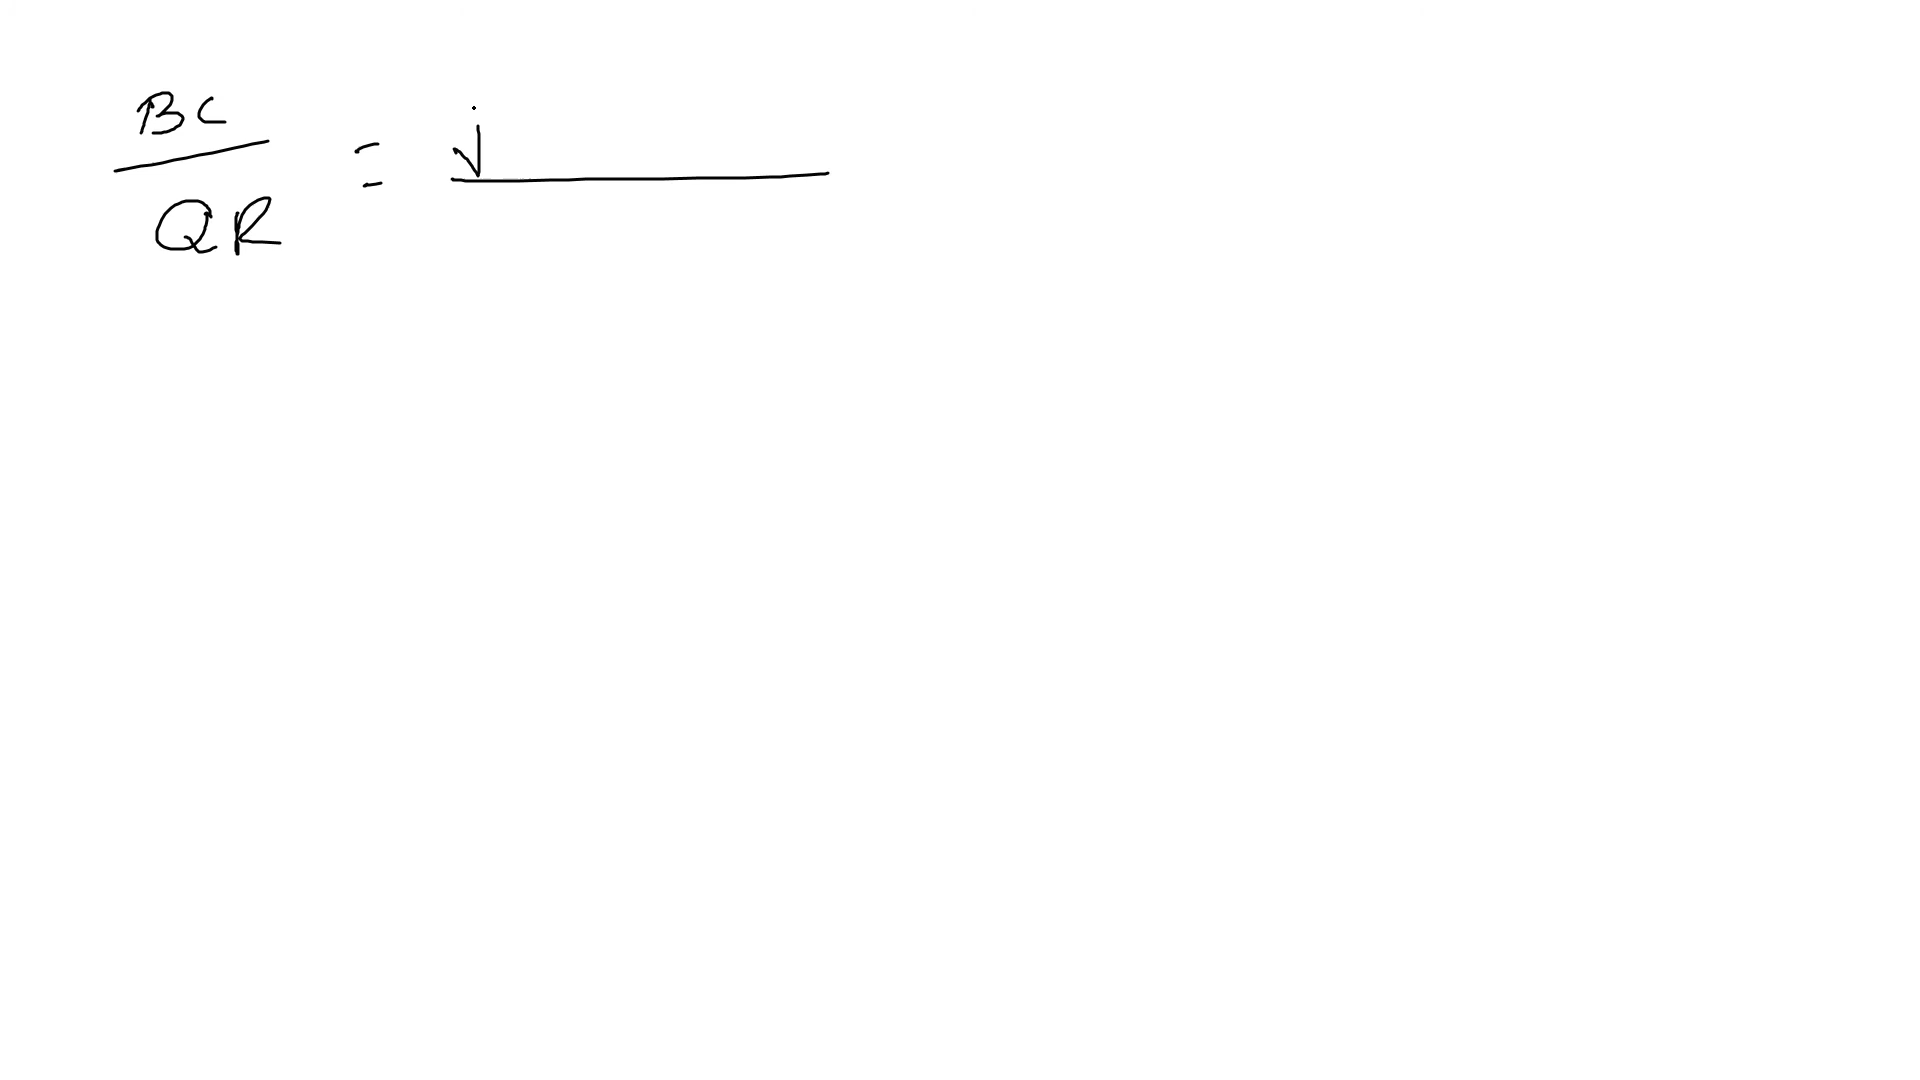 BC
QR
=
√